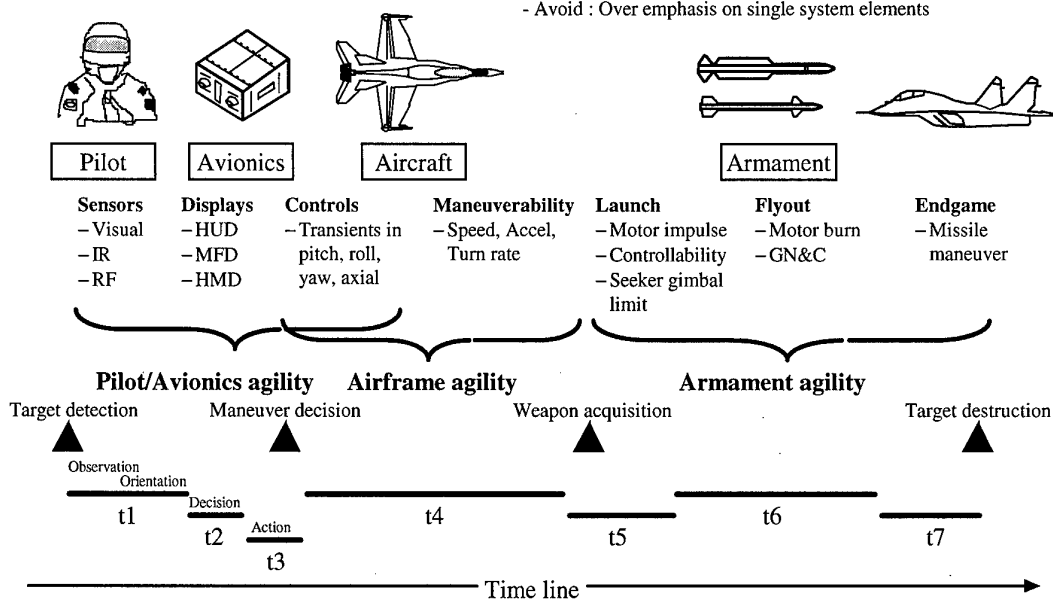 - Avoid : Over emphasis on single system elements
Pilot
Avionics
Aircraft
Armament
Sensors
– Visual
– IR
– RF
Displays
– HUD
– MFD
– HMD
Controls
– Transients in
pitch, roll,
yaw, axial
Maneuverability
– Speed, Accel,
Turn rate
Launch
– Motor impulse
– Controllability
– Seeker gimbal
limit
Flyout
– Motor burn
– GN&C
Endgame
– Missile
maneuver
Pilot/Avionics agility
Airframe agility
Armament agility
Target detection
Maneuver decision
Weapon acquisition
Target destruction
Observation
Orientation
t1
Decision
t2
Action
t3
t4
t5
t6
t7
Time line